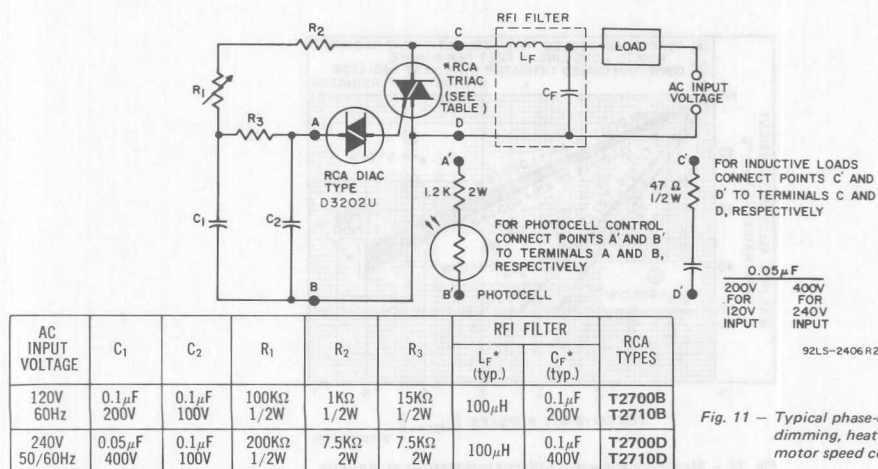 RFI FILTER
R2
C
LF
LOAD
*RCA
TRIAC
(SEE
TABLE)
R1
CF
AC INPUT
VOLTAGE
R3
A
D
A'
C'
RCA DIAC
TYPE
D3202U
1.2K 2W
47 Ω
1/2W
FOR INDUCTIVE LOADS
CONNECT POINTS C' AND
D' TO TERMINALS C AND
D, RESPECTIVELY
C1
C2
FOR PHOTOCELL CONTROL
CONNECT POINTS A' AND B'
TO TERMINALS A AND B,
RESPECTIVELY
0.05μF
200V 400V
FOR FOR
120V 240V
INPUT INPUT
B
B' PHOTOCELL
D'
92LS-2406R2
AC
INPUT
VOLTAGE
C1
C2
R1
R2
R3
RFI FILTER
LF*
(typ.)
CF*
(typ.)
RCA
TYPES
120V 0.1μF 0.1μF 100KΩ 1KΩ 15KΩ 100μH 0.1μF T2700B
60Hz 200V 100V 1/2W 1/2W 1/2W 200V T2710B
240V 0.05μF 0.1μF 200KΩ 7.5KΩ 7.5KΩ 100μH 0.1μF T2700D
50/60Hz 400V 100V 1/2W 2W 2W 400V T2710D
Fig. 11 — Typical phase-
dimming, heat
motor speed